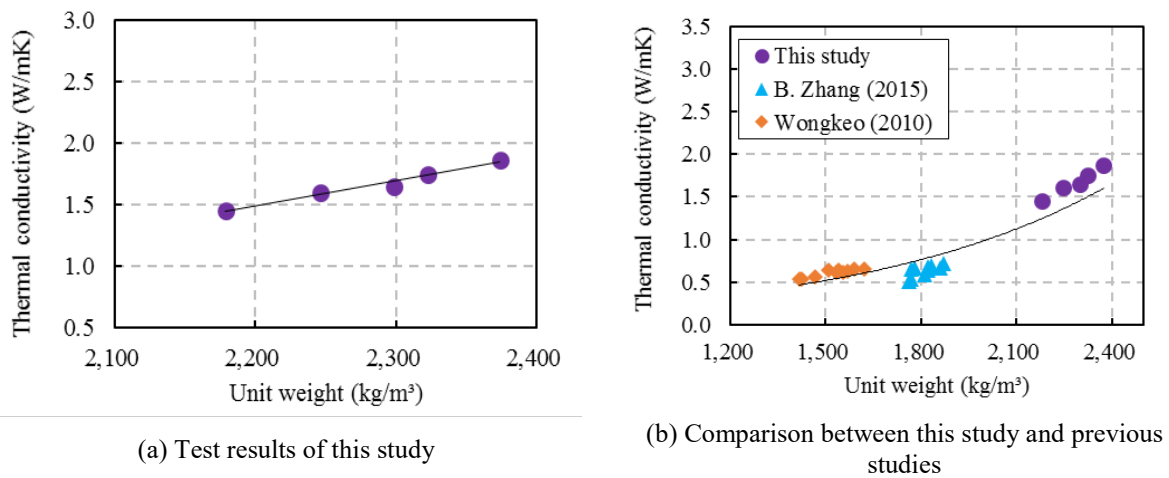 3.0
2.5
2.0
1.5
1.0
0.5
Thermal conductivity (W/mK)
2,100 2,200 2,300 2,400
Unit weight (kg/m³)
(a) Test results of this study
3.5
3.0
2.5
2.0
1.5
1.0
0.5
0.0
Thermal conductivity (W/mK)
This study
B. Zhang (2015)
Wongkeo (2010)
1,200 1,500 1,800 2,100 2,400
Unit weight (kg/m³)
(b) Comparison between this study and previous
studies